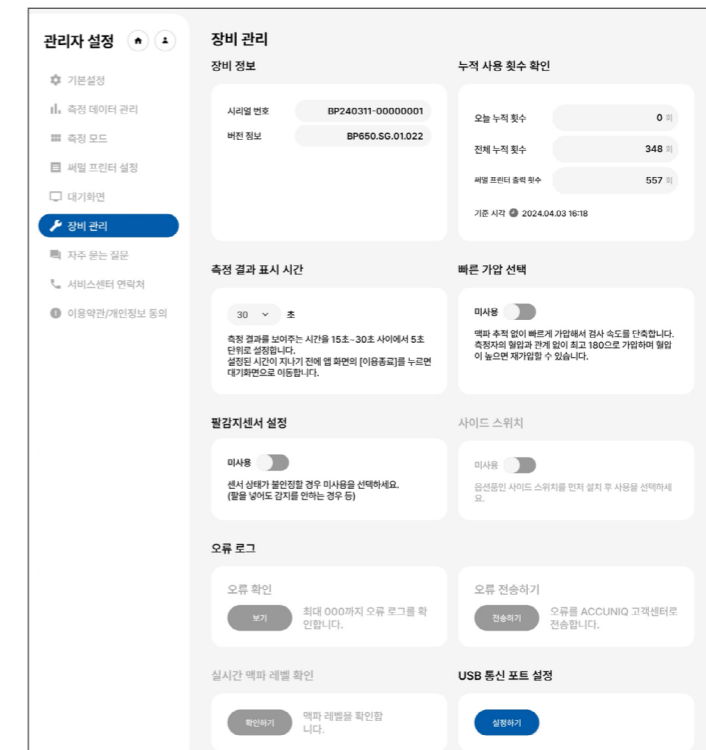 관리자 설정
기본설정
측정 데이터 관리
측정 모드
써멀 프린터 설정
대기화면
장비 관리
자주 묻는 질문
서비스센터 연락처
이용약관/개인정보 동의
장비 관리
장비 정보
시리얼 번호 BP240311-00000001
버전 정보 BP650.SG.01.022
누적 사용 횟수 확인
오늘 누적 횟수 0 회
전체 누적 횟수 348 회
써멀 프린터 출력 횟수 557 회
기준 시각 2024.04.03 16:18
측정 결과 표시 시간
30 초
측정 결과를 보여주는 시간을 15초~30초 사이에서 5초
단위로 설정합니다.
설정된 시간이 지나기 전에 앱 화면의 [이용종료]를 누르면
대기화면으로 이동합니다.
빠른 가압 선택
미사용
맥파 추적 없이 빠르게 가압해서 검사 속도를 단축합니다.
측정자의 혈압과 관계 없이 최고 180으로 가압하며 혈압
이 높으면 재가압할 수 있습니다.
팔감지센서 설정
미사용
센서 상태가 불안정할 경우 미사용을 선택하세요.
(팔을 넣어도 감지를 안하는 경우 등)
사이드 스위치
미사용
옵션품인 사이드 스위치를 먼저 설치 후 사용을 선택하세
요.
오류 로그
오류 확인
보기
최대 000까지 오류 로그를 확
인합니다.
오류 전송하기
전송하기
오류를 ACCUNIQ 고객센터로
전송합니다.
실시간 맥파 레벨 확인
확인하기
맥파 레벨을 확인합
니다.
USB 통신 포트 설정
설정하기